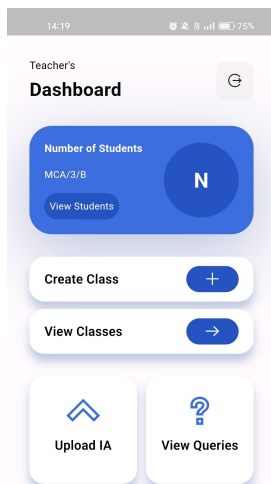 14:19
75%
Teacher's
Dashboard
Number of Students
MCA/3/B
N
View Students
Create Class
View Classes
Upload IA
View Queries